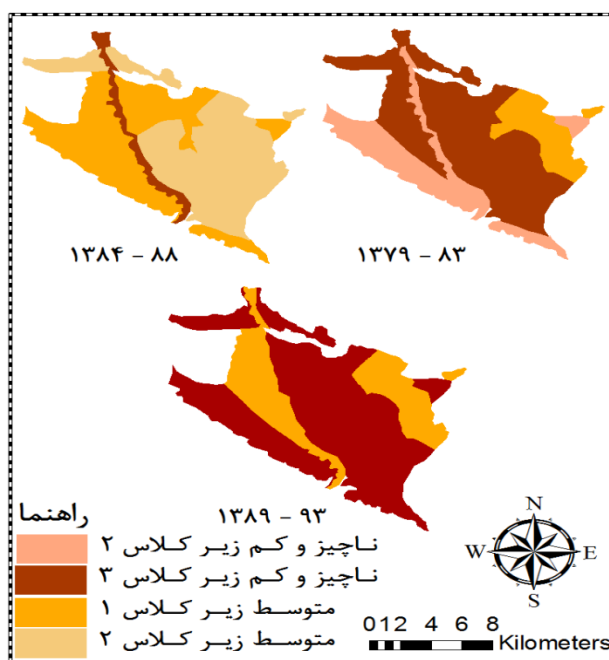 ۱۳۷۹ - ۸۳
۱۳۸۴ - ۸۸
۱۳۸۹ - ۹۳
راهنما
ناچیز و کم زیر کلاس ۲
ناچیز و کم زیر کلاس ۳
متوسط زیر کلاس ۱
متوسط زیر کلاس ۲
N
W E
S
0 1 2 4 6 8
Kilometers